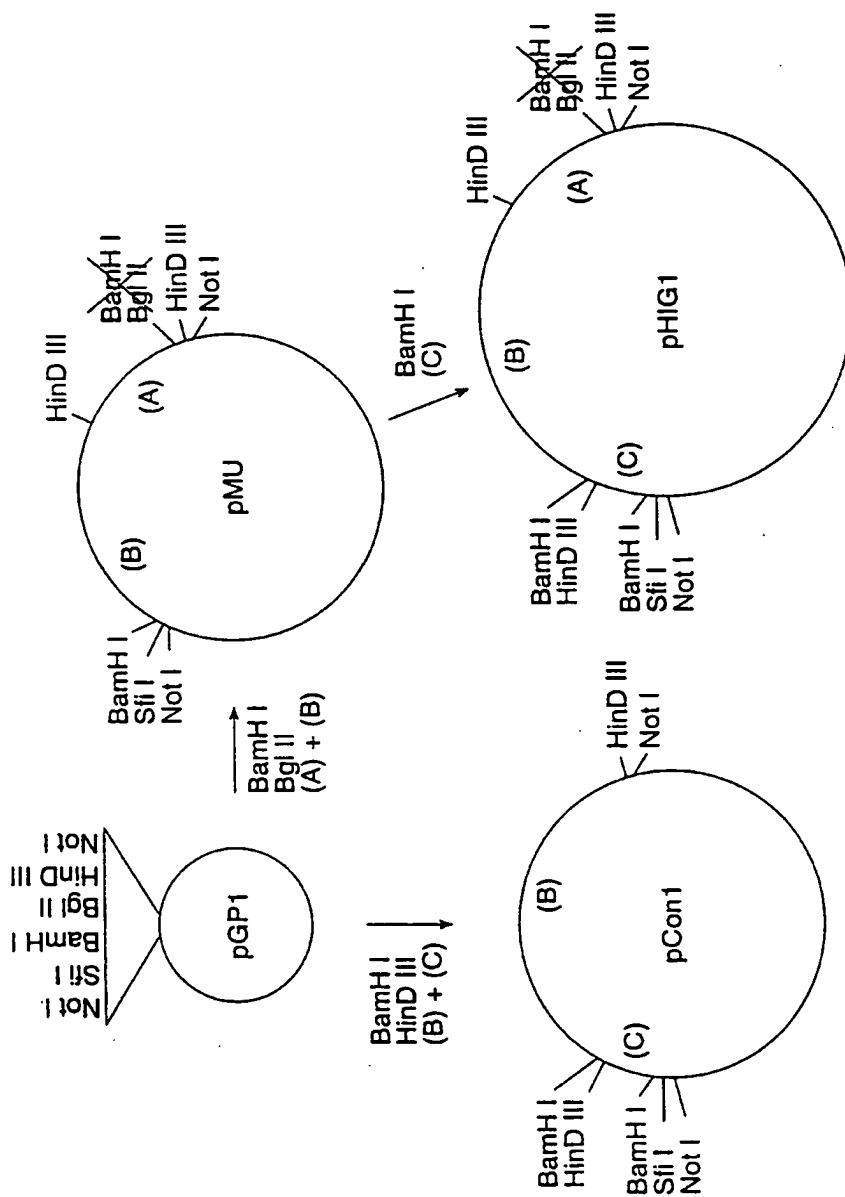 Not I
Sfi I
BamH I
Bgl II
HinD III
Not I
pGP1
BamH I
Bgl II
(A) + (B)
BamH I
Sfi I
Not I
(B)
HinD III
(A)
BamH I
Bgl II
HinD III
Not I
pMU
BamH I
HinD III
(B) + (C)
BamH I
(C)
BamH I
HinD III
(C)
BamH I
Sfi I
Not I
(B)
HinD III
Not I
pCon1
BamH I
HinD III
(C)
BamH I
Sfi I
Not I
(B)
HinD III
(A)
BamH I
Bgl II
HinD III
Not I
pHIG1